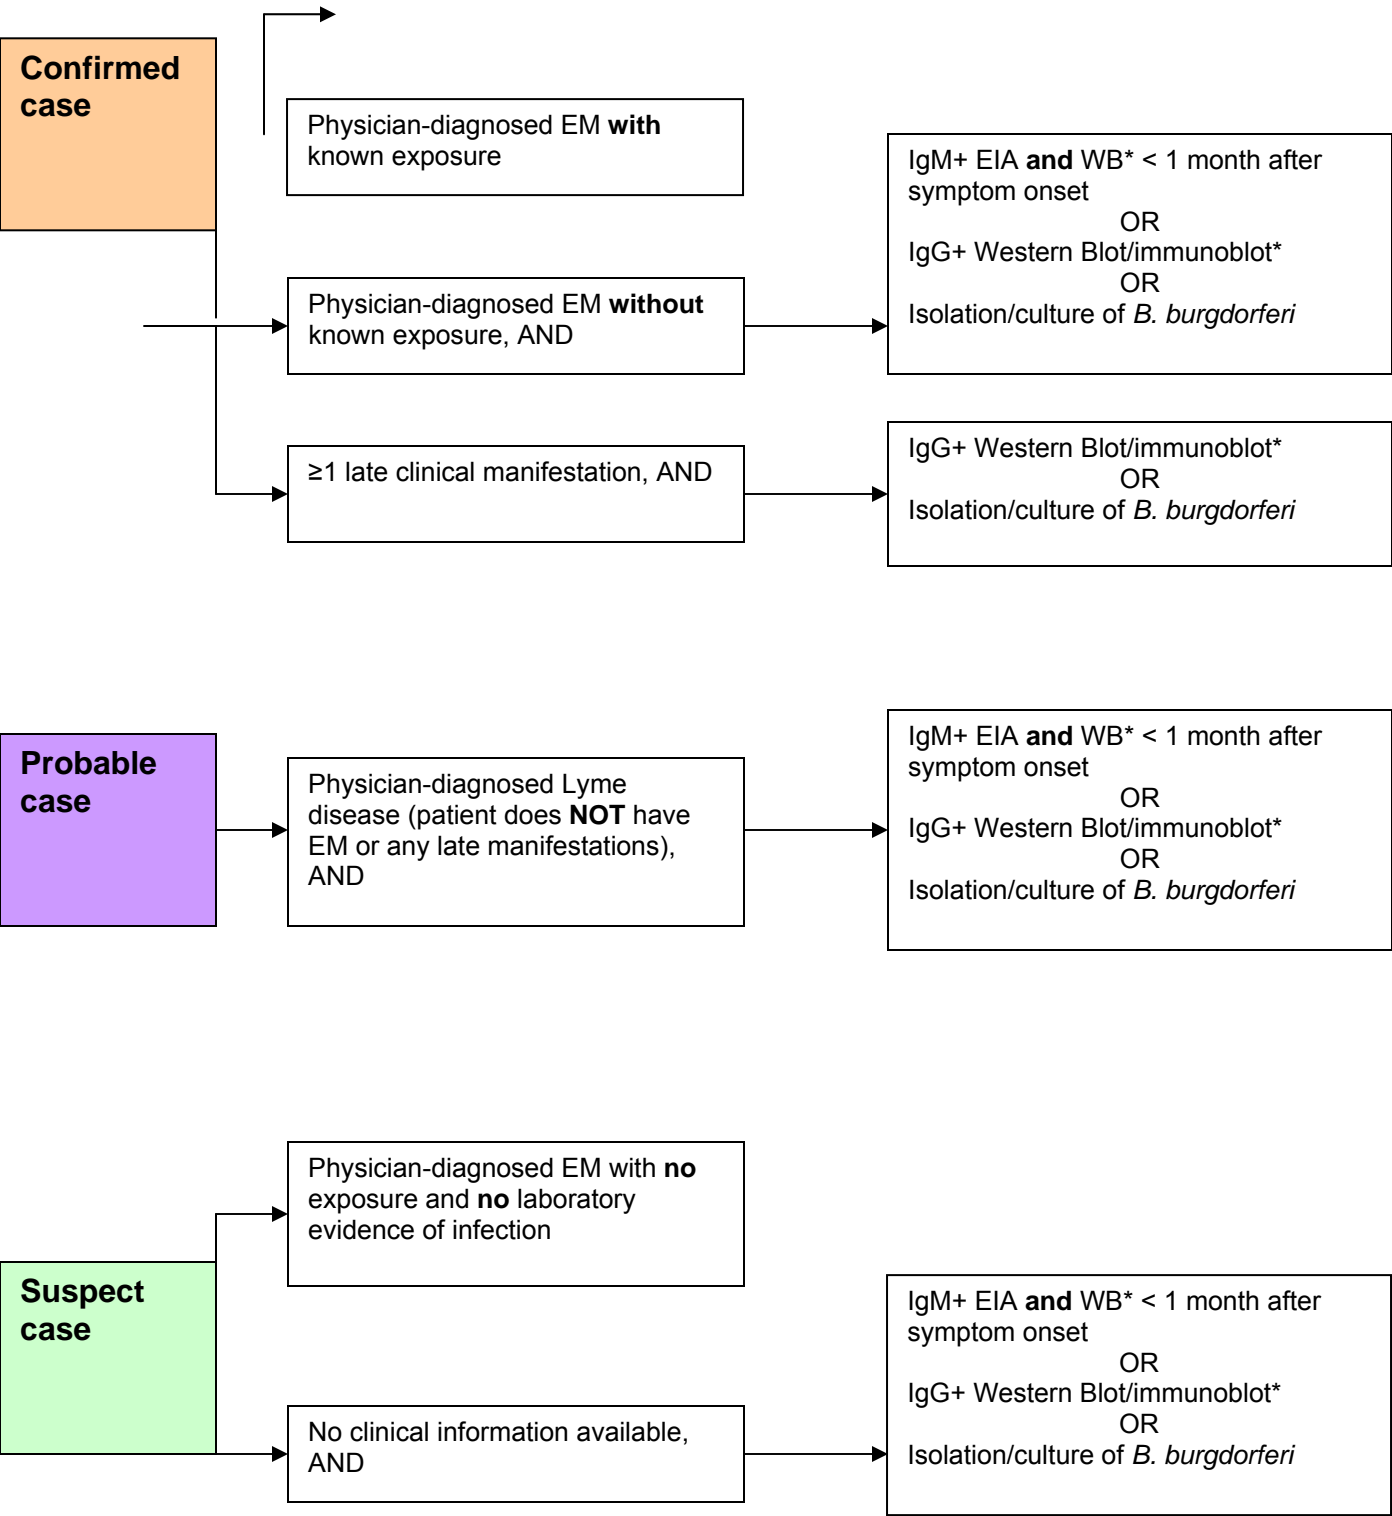 Confirmed
case
Physician-diagnosed EM with
known exposure
IgM+ EIA and WB* < 1 month after
symptom onset
OR
IgG+ Western Blot/immunoblot*
OR
Isolation/culture of B. burgdorferi
Physician-diagnosed EM without
known exposure, AND
≥1 late clinical manifestation, AND
IgG+ Western Blot/immunoblot*
OR
Isolation/culture of B. burgdorferi
Probable
case
Physician-diagnosed Lyme
disease (patient does NOT have
EM or any late manifestations),
AND
IgM+ EIA and WB* < 1 month after
symptom onset
OR
IgG+ Western Blot/immunoblot*
OR
Isolation/culture of B. burgdorferi
Physician-diagnosed EM with no
exposure and no laboratory
evidence of infection
Suspect
case
No clinical information available,
AND
IgM+ EIA and WB* < 1 month after
symptom onset
OR
IgG+ Western Blot/immunoblot*
OR
Isolation/culture of B. burgdorferi